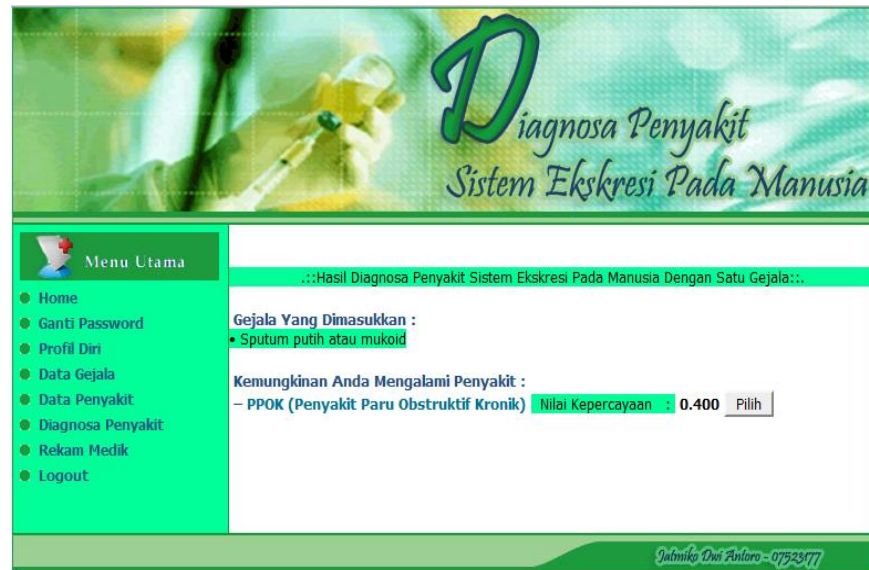 Diagnosa Penyakit
Sistem Ekskresi Pada Manusia
Menu Utama
Home
Ganti Password
Profil Diri
Data Gejala
Data Penyakit
Diagnosa Penyakit
Rekam Medik
Logout
.::Hasil Diagnosa Penyakit Sistem Ekskresi Pada Manusia Dengan Satu Gejala::.
Gejala Yang Dimasukkan :
• Sputum putih atau mukoid
Kemungkinan Anda Mengalami Penyakit :
– PPOK (Penyakit Paru Obstruktif Kronik) Nilai Kepercayaan : 0.400 Pilih
Jatmiko Dwi Antoro - 07523177